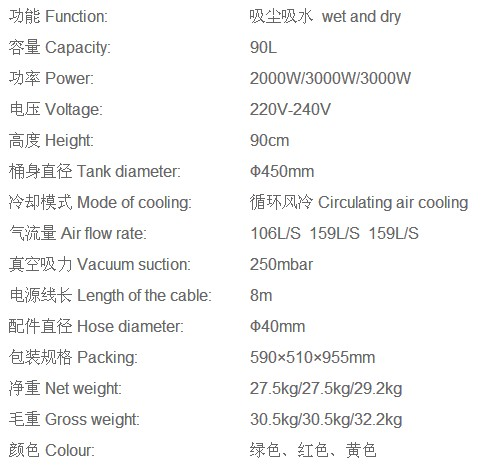 功能 Function: 吸尘吸水 wet and dry
容量 Capacity: 90L
功率 Power: 2000W/3000W/3000W
电压 Voltage: 220V-240V
高度 Height: 90cm
桶身直径 Tank diameter: Φ450mm
冷却模式 Mode of cooling: 循环风冷 Circulating air cooling
气流量 Air flow rate: 106L/S 159L/S 159L/S
真空吸力 Vacuum suction: 250mbar
电源线长 Length of the cable: 8m
配件直径 Hose diameter: Φ40mm
包装规格 Packing: 590×510×955mm
净重 Net weight: 27.5kg/27.5kg/29.2kg
毛重 Gross weight: 30.5kg/30.5kg/32.2kg
颜色 Colour: 绿色、红色、黄色